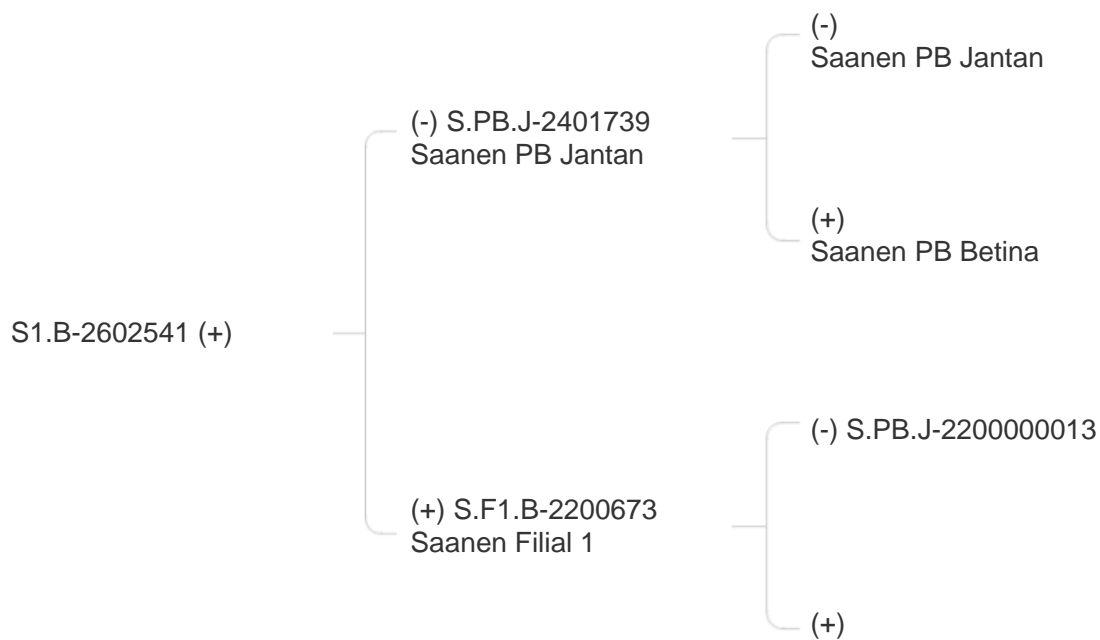 (-)
Saanen PB Jantan
(-) S.PB.J-2401739
Saanen PB Jantan
(+)
Saanen PB Betina
S1.B-2602541 (+)
(-) S.PB.J-2200000013
(+) S.F1.B-2200673
Saanen Filial 1
(+)